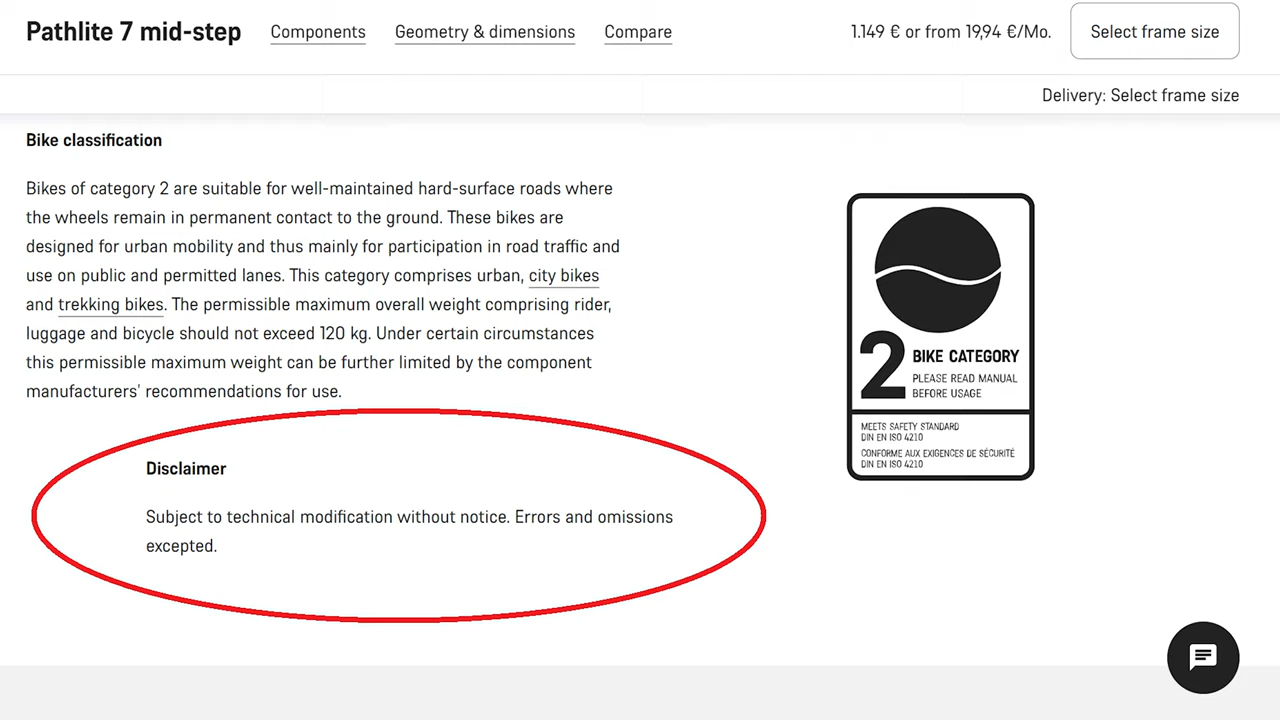 Pathlite 7 mid-step
Components
Geometry & dimensions
Compare
1.149 € or from 19,94 €/Mo.
Select frame size
Delivery: Select frame size
Bike classification
Bikes of category 2 are suitable for well-maintained hard-surface roads where
the wheels remain in permanent contact to the ground. These bikes are
designed for urban mobility and thus mainly for participation in road traffic and
use on public and permitted lanes. This category comprises urban, city bikes
and trekking bikes. The permissible maximum overall weight comprising rider,
luggage and bicycle should not exceed 120 kg. Under certain circumstances
this permissible maximum weight can be further limited by the component
manufacturers' recommendations for use.
Disclaimer
Subject to technical modification without notice. Errors and omissions
excepted.
2
BIKE CATEGORY
PLEASE READ MANUAL
BEFORE USAGE
MEETS SAFETY STANDARD
DIN EN ISO 4210
CONFORME AUX EXIGENCES DE SÉCURITÉ
DIN EN ISO 4210